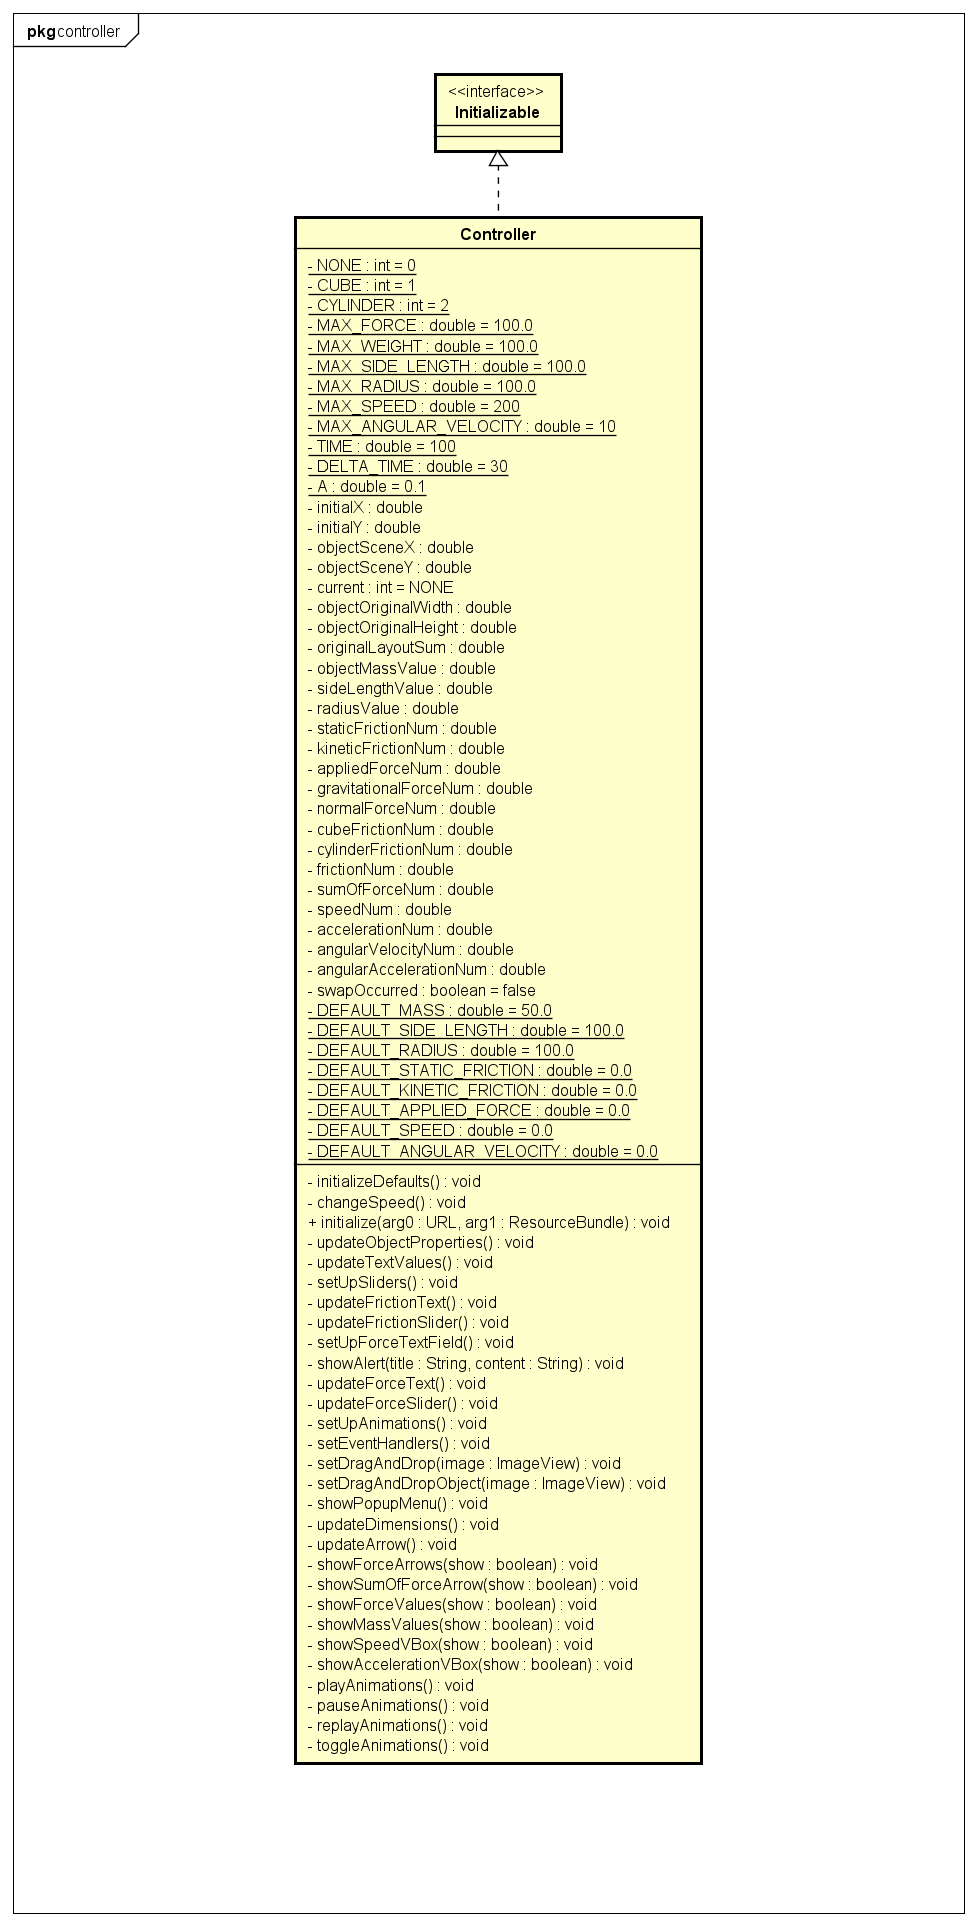 pkg controller
<<interface>>
Initializable
Controller
- NONE : int = 0
- CUBE : int = 1
- CYLINDER : int = 2
- MAX_FORCE : double = 100.0
- MAX_WEIGHT : double = 100.0
- MAX_SIDE_LENGTH : double = 100.0
- MAX_RADIUS : double = 100.0
- MAX_SPEED : double = 200
- MAX_ANGULAR_VELOCITY : double = 10
- TIME : double = 100
- DELTA_TIME : double = 30
- A : double = 0.1
- initialX : double
- initialY : double
- objectSceneX : double
- objectSceneY : double
- current : int = NONE
- objectOriginalWidth : double
- objectOriginalHeight : double
- originalLayoutSum : double
- objectMassValue : double
- sideLengthValue : double
- radiusValue : double
- staticFrictionNum : double
- kineticFrictionNum : double
- appliedForceNum : double
- gravitationalForceNum : double
- normalForceNum : double
- cubeFrictionNum : double
- cylinderFrictionNum : double
- frictionNum : double
- sumOfForceNum : double
- speedNum : double
- accelerationNum : double
- angularVelocityNum : double
- angularAccelerationNum : double
- swapOccurred : boolean = false
- DEFAULT_MASS : double = 50.0
- DEFAULT_SIDE_LENGTH : double = 100.0
- DEFAULT_RADIUS : double = 100.0
- DEFAULT_STATIC_FRICTION : double = 0.0
- DEFAULT_KINETIC_FRICTION : double = 0.0
- DEFAULT_APPLIED_FORCE : double = 0.0
- DEFAULT_SPEED : double = 0.0
- DEFAULT_ANGULAR_VELOCITY : double = 0.0
- initializeDefaults() : void
- changeSpeed() : void
+ initialize(arg0 : URL, arg1 : ResourceBundle) : void
- updateObjectProperties() : void
- updateTextValues() : void
- setUpSliders() : void
- updateFrictionText() : void
- updateFrictionSlider() : void
- setUpForceTextField() : void
- showAlert(title : String, content : String) : void
- updateForceText() : void
- updateForceSlider() : void
- setUpAnimations() : void
- setEventHandlers() : void
- setDragAndDrop(image : ImageView) : void
- setDragAndDropObject(image : ImageView) : void
- showPopupMenu() : void
- updateDimensions() : void
- updateArrow() : void
- showForceArrows(show : boolean) : void
- showSumOfForceArrow(show : boolean) : void
- showForceValues(show : boolean) : void
- showMassValues(show : boolean) : void
- showSpeedVBox(show : boolean) : void
- showAccelerationVBox(show : boolean) : void
- playAnimations() : void
- pauseAnimations() : void
- replayAnimations() : void
- toggleAnimations() : void